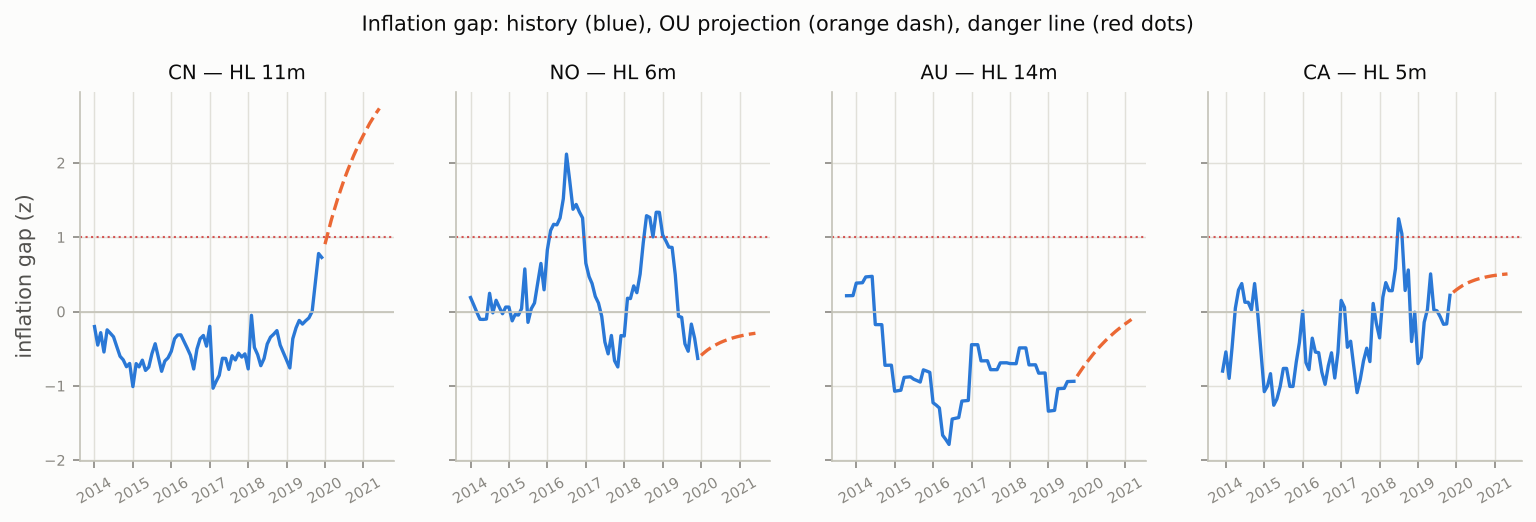 Inflation gap: history (blue), OU projection (orange dash), danger line (red dots)
CN — HL 11m
NO — HL 6m
AU — HL 14m
CA — HL 5m
inflation gap (z)
2
1
0
−1
−2
2014 2015 2016 2017 2018 2019 2020 2021
2014 2015 2016 2017 2018 2019 2020 2021
2014 2015 2016 2017 2018 2019 2020 2021
2014 2015 2016 2017 2018 2019 2020 2021